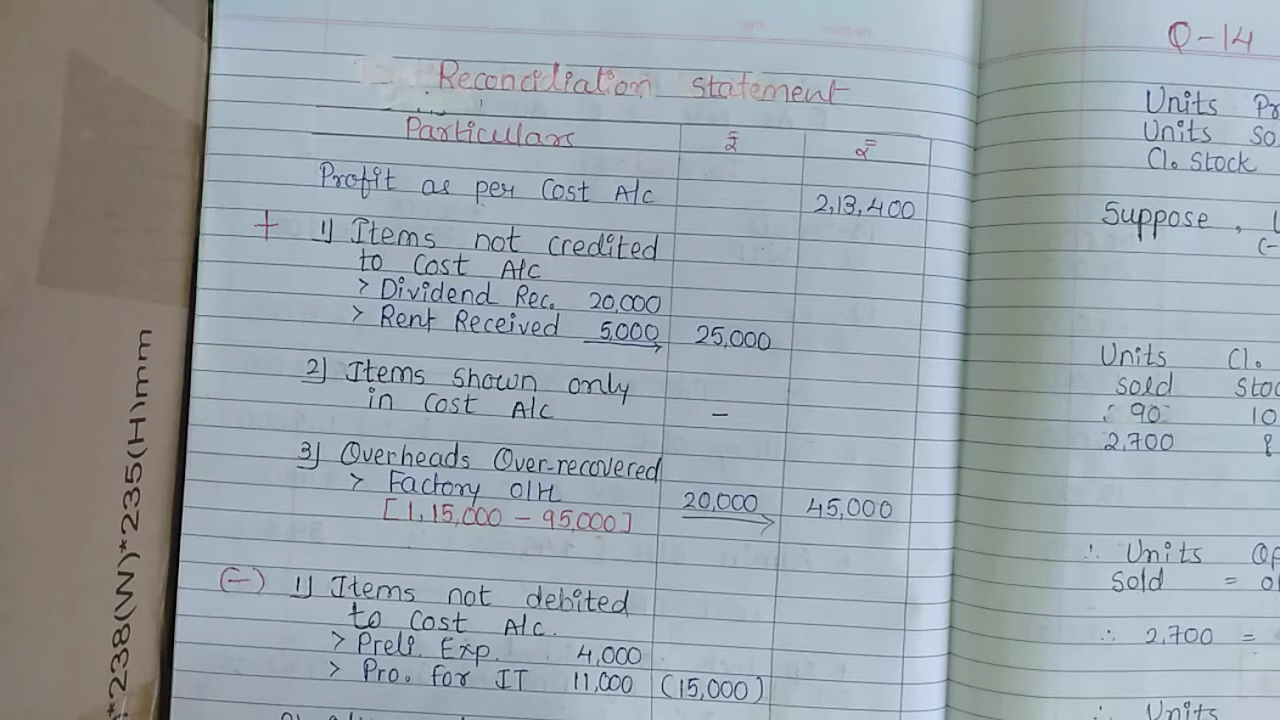 Reconcidiation Statement
Particulars ₹ ₹
Profit as per Cost A/c 2,13,400
+ 1) Items not credited
to Cost A/c
> Dividend Rec. 20,000
> Rent Received 5,000 25,000
2) Items shown only
in Cost A/c –
3) Overheads Over-recovered
> Factory O/H 20,000 45,000
[1,15,000 – 95,000]
(–) 1) Items not debited
to Cost A/c.
> Preli. Exp. 4,000
> Pro. for IT 11,000 (15,000)
Q-14
Units
Units
Cl. Stock
Suppose,
(-
Units Cl.
sold
90 10
2,700
∴ Units
sold =
∴ 2,700 =
∴ Units
*238(W)*235(H)mm